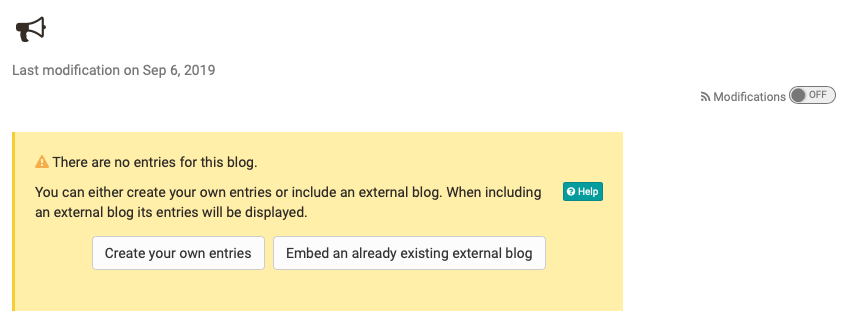 Last modification on Sep 6, 2019
Modifications OFF
There are no entries for this blog.
You can either create your own entries or include an external blog. When including
Help
an external blog its entries will be displayed.
Create your own entries
Embed an already existing external blog